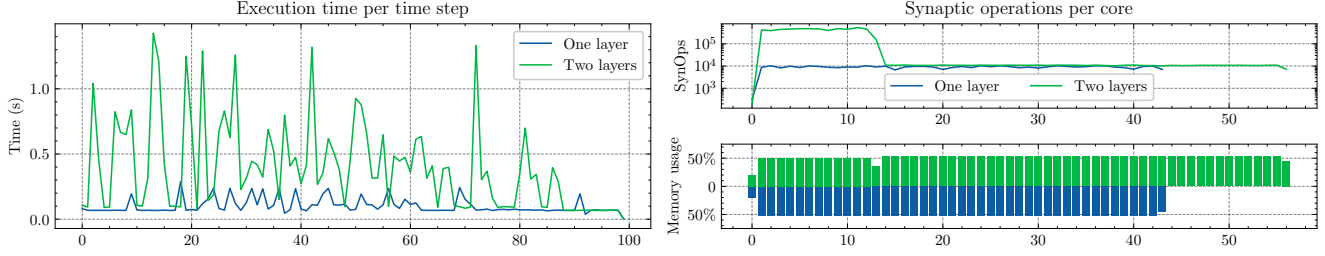 Execution time per time step
Time (s)
1.0
0.5
0.0
0 20 40 60 80 100
One layer
Two layers
Synaptic operations per core
SynOps
10^5
10^4
10^3
One layer Two layers
0 10 20 30 40 50
Memory usage
50%
0
50%
0 10 20 30 40 50